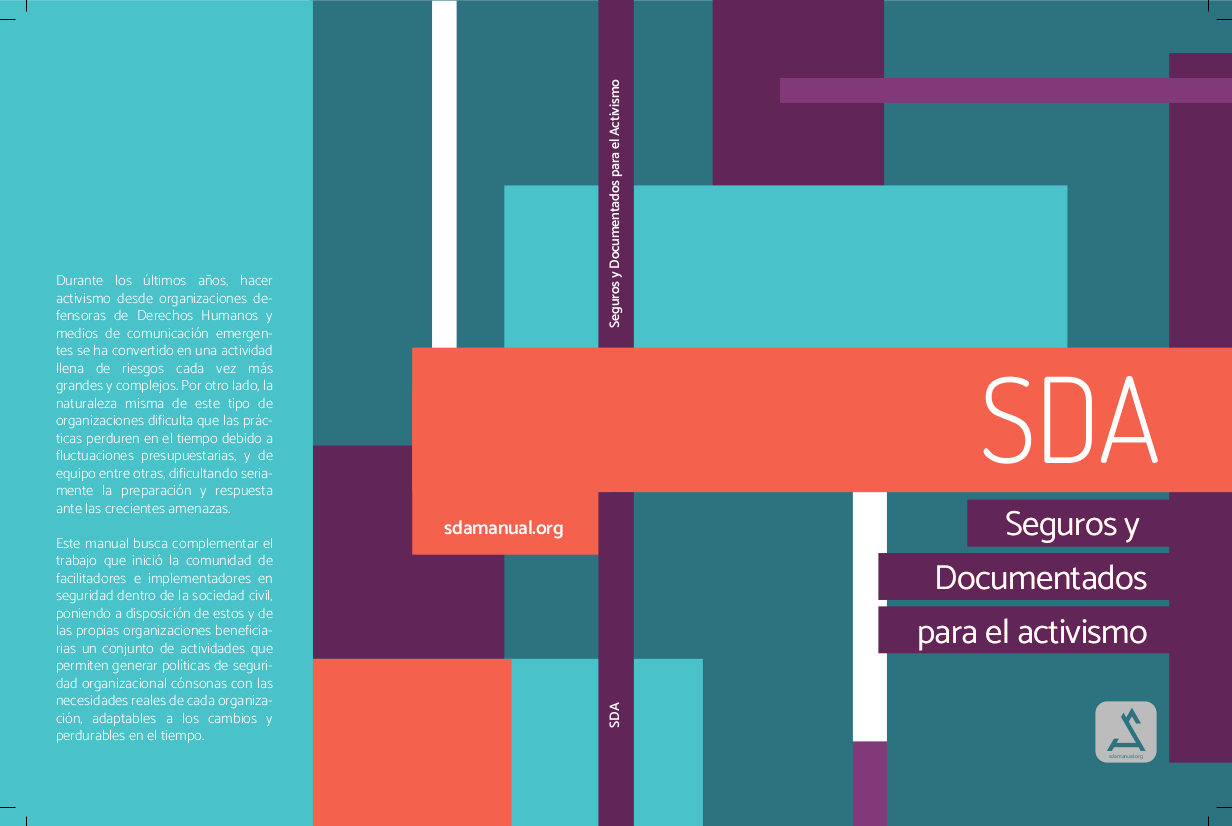 Durante los últimos años, hacer
activismo desde organizaciones de-
fensoras de Derechos Humanos y
medios de comunicación emergen-
tes se ha convertido en una actividad
llena de riesgos cada vez más
grandes y complejos. Por otro lado, la
naturaleza misma de este tipo de
organizaciones dificulta que las prác-
ticas perduren en el tiempo debido a
fluctuaciones presupuestarias, y de
equipo entre otras, dificultando seria-
mente la preparación y respuesta
ante las crecientes amenazas.
Este manual busca complementar el
trabajo que inició la comunidad de
facilitadores e implementadores en
seguridad dentro de la sociedad civil,
poniendo a disposición de estos y de
las propias organizaciones beneficia-
rias un conjunto de actividades que
permiten generar políticas de seguri-
dad organizacional cónsonas con las
necesidades reales de cada organiza-
ción, adaptables a los cambios y
perdurables en el tiempo.
sdamanual.org
Seguros y Documentados para el Activismo
SDA
SDA
Seguros y
Documentados
para el activismo
sdamanual.org